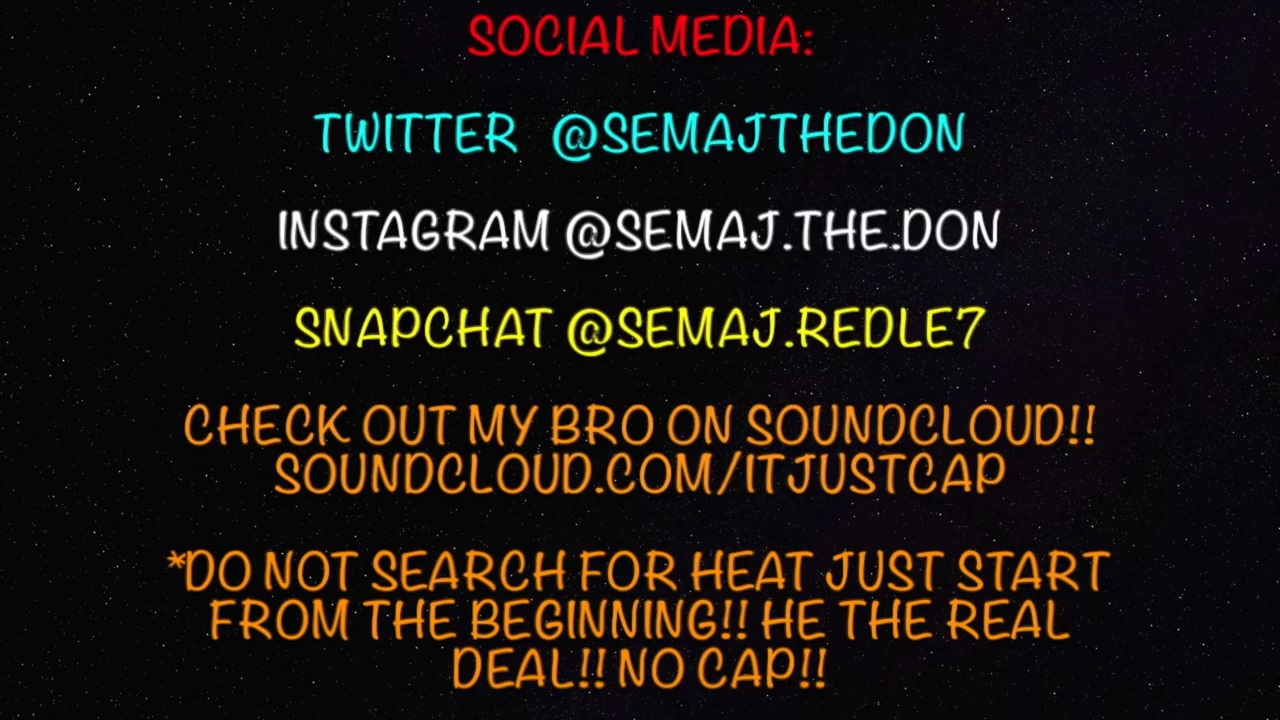 SOCIAL MEDIA:
TWITTER @SEMAJTHEDON
INSTAGRAM @SEMAJ.THE.DON
SNAPCHAT @SEMAJ.REDLE7
CHECK OUT MY BRO ON SOUNDCLOUD!!
SOUNDCLOUD.COM/ITJUSTCAP
*DO NOT SEARCH FOR HEAT JUST START
FROM THE BEGINNING!! HE THE REAL
DEAL!! NO CAP!!